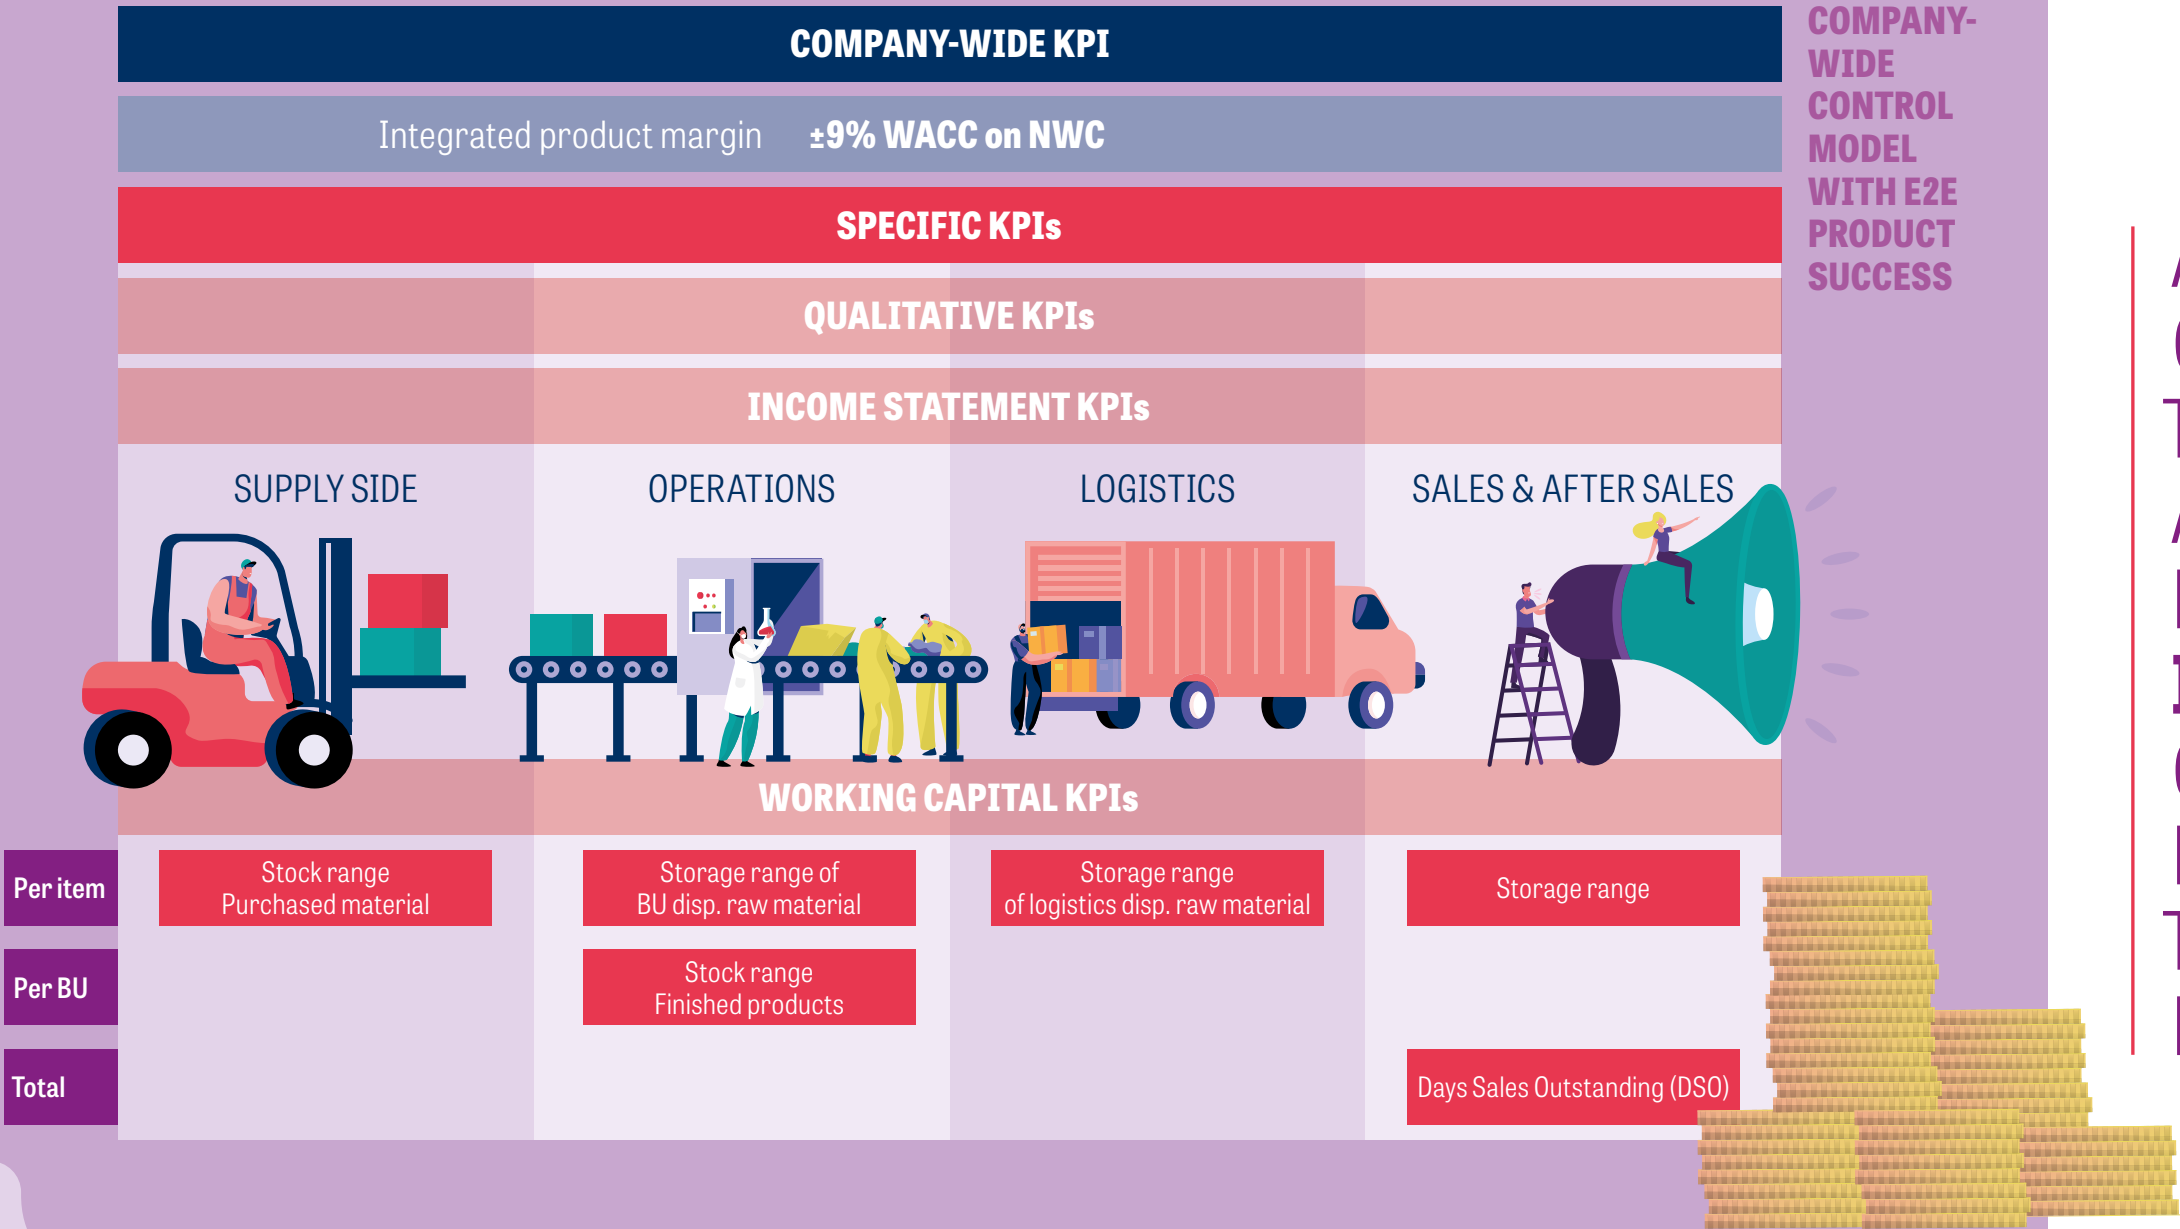 COMPANY-WIDE KPI
Integrated product margin ±9% WACC on NWC
SPECIFIC KPIs
QUALITATIVE KPIs
INCOME STATEMENT KPIs
SUPPLY SIDE
OPERATIONS
LOGISTICS
SALES & AFTER SALES
WORKING CAPITAL KPIs
Per item
Stock range
Purchased material
Storage range of
BU disp. raw material
Storage range
of logistics disp. raw material
Storage range
Per BU
Stock range
Finished products
Total
Days Sales Outstanding (DSO)
COMPANY-
WIDE
CONTROL
MODEL
WITH E2E
PRODUCT
SUCCESS